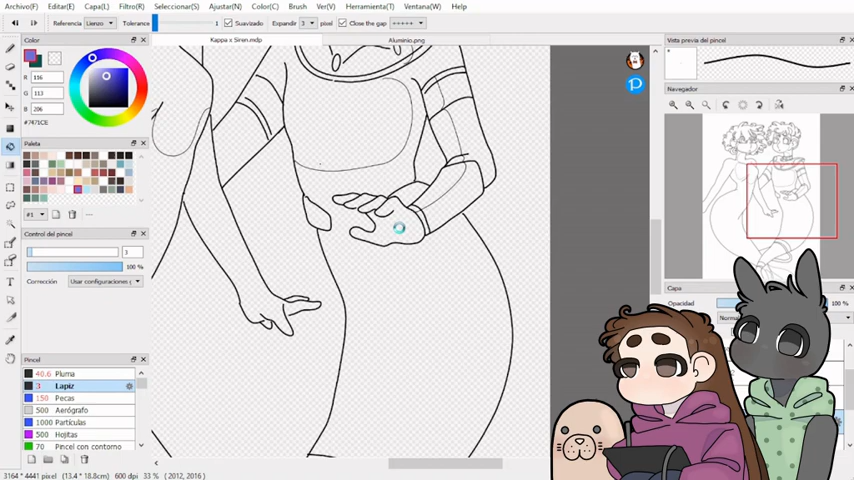 Archivo(F) Editar(E) Capa(L) Filtro(R) Seleccionar(S) Ajustar(N) Color(C) Regla Ver(V) Herramienta(T) Ventana(W)
Referencia Lienzo Tolerance 1 Suavizado Expandir 3 pixel Close the gap
Color
Kappa x Siren.mdp
Aluminio.png
Vista previa del pincel
R 116
G 113
B 206
#7471CE
Navegador
Paleta
#1
---
Control del pincel
3
100 %
Corrección Usar configuraciones
Capa
Opacidad 100 %
Pincel
40.6 Pluma
3 Lapiz
150 Pecas
500 Aerógrafo
1000 Partículas
500 Hojitas
70 Pincel con contorno
3164 * 4441 pixel (13.4 * 18.8cm) 600 dpi 33 % ( 2012, 2016 )